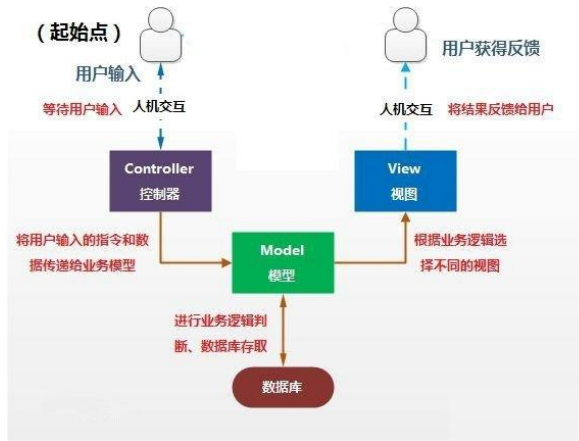 （起始点）
用户输入
用户获得反馈
等待用户输入
人机交互
人机交互
将结果反馈给用户
Controller
控制器
View
视图
将用户输入的指令和数
据传递给业务模型
Model
模型
根据业务逻辑选
择不同的视图
进行业务逻辑判
断、数据库存取
数据库